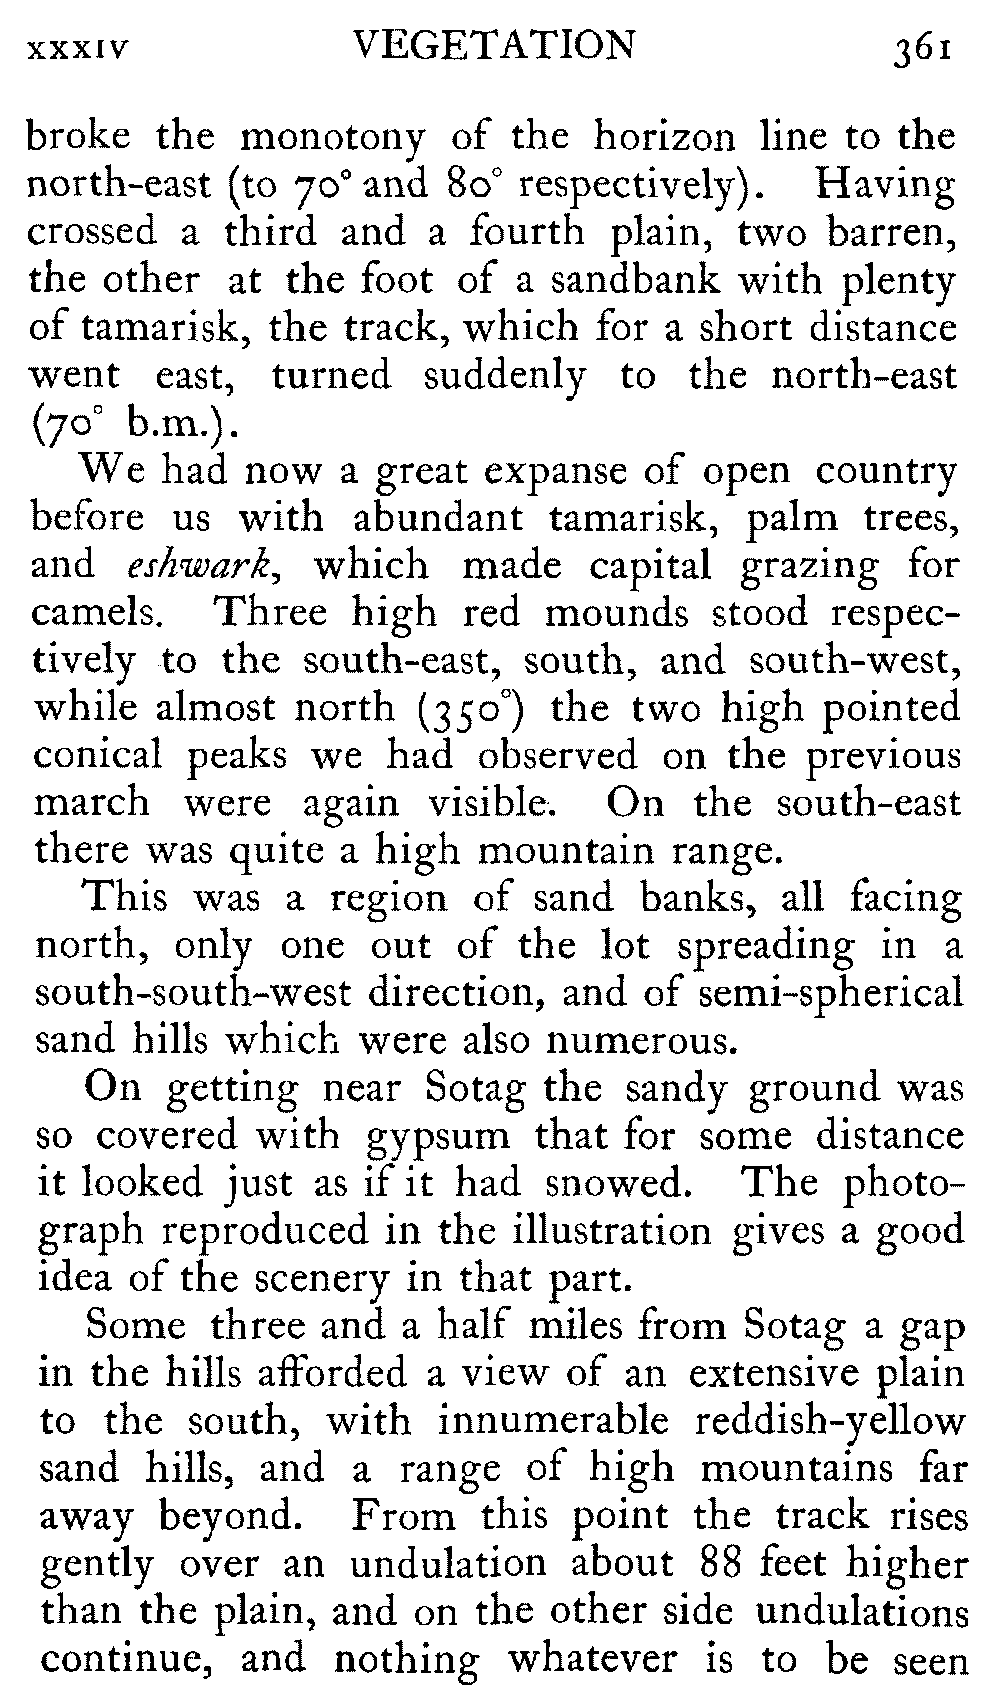 xxxiv VEGETATION 361
broke the monotony of the horizon line to the
north-east (to 70° and 80° respectively). Having
crossed a third and a fourth plain, two barren,
the other at the foot of a sandbank with plenty
of tamarisk, the track, which for a short distance
went east, turned suddenly to the north-east
(70° b.m.).
We had now a great expanse of open country
before us with abundant tamarisk, palm trees,
and eshwark, which made capital grazing for
camels. Three high red mounds stood respec-
tively to the south-east, south, and south-west,
while almost north (350°) the two high pointed
conical peaks we had observed on the previous
march were again visible. On the south-east
there was quite a high mountain range.
This was a region of sand banks, all facing
north, only one out of the lot spreading in a
south-south-west direction, and of semi-spherical
sand hills which were also numerous.
On getting near Sotag the sandy ground was
so covered with gypsum that for some distance
it looked just as if it had snowed. The photo-
graph reproduced in the illustration gives a good
idea of the scenery in that part.
Some three and a half miles from Sotag a gap
in the hills afforded a view of an extensive plain
to the south, with innumerable reddish-yellow
sand hills, and a range of high mountains far
away beyond. From this point the track rises
gently over an undulation about 88 feet higher
than the plain, and on the other side undulations
continue, and nothing whatever is to be seen